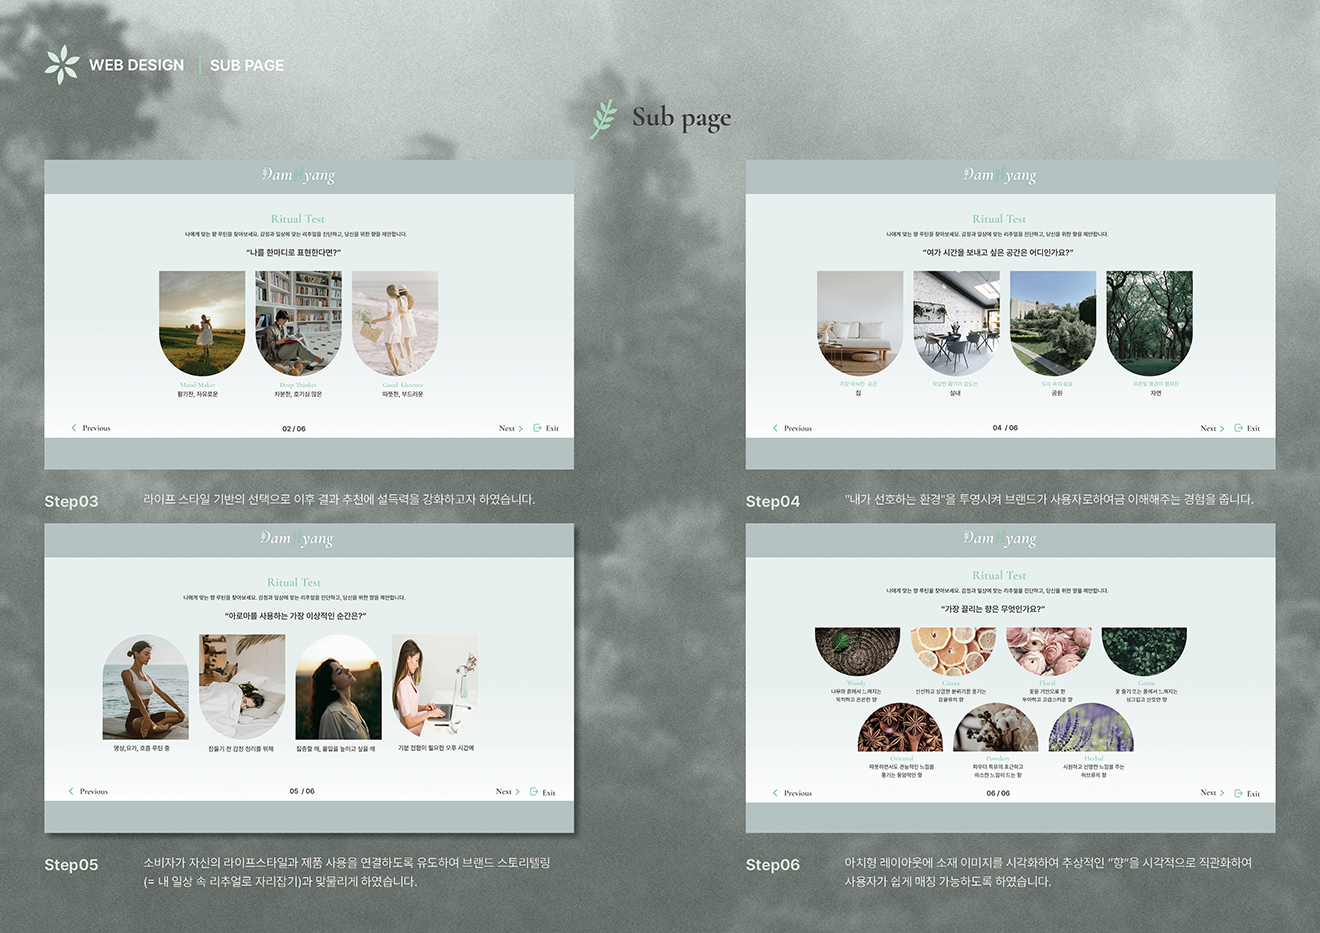 WEB DESIGN | SUB PAGE
Sub page
Dam yang
Ritual Test
나에게 맞는 향 루틴을 찾아보세요. 감정과 일상에 맞는 리추얼을 진단하고, 당신을 위한 향을 제안합니다.
“나를 한마디로 표현한다면?”
Mood Maker
활기찬, 자유로운
Deep Thinker
차분한, 호기심 많은
Good Listener
따뜻한, 부드러운
Previous
02 / 06
Next
Exit
Step03
라이프 스타일 기반의 선택으로 이후 결과 추천에 설득력을 강화하고자 하였습니다.
Dam yang
Ritual Test
나에게 맞는 향 루틴을 찾아보세요. 감정과 일상에 맞는 리추얼을 진단하고, 당신을 위한 향을 제안합니다.
“여가 시간을 보내고 싶은 공간은 어디인가요?”
가장 아늑한 공간
집
적당한 활기가 감도는
실내
도시 속의 쉼표
공원
자연
Previous
04 / 06
Next
Exit
Step04
"내가 선호하는 환경"을 투영시켜 브랜드가 사용자로하여금 이해해주는 경험을 줍니다.
Dam yang
Ritual Test
나에게 맞는 향 루틴을 찾아보세요. 감정과 일상에 맞는 리추얼을 진단하고, 당신을 위한 향을 제안합니다.
“아로마를 사용하는 가장 이상적인 순간은?”
명상,요가, 호흡 루틴 중
잠들기 전 감정 정리를 위해
집중할 때, 몰입을 높이고 싶을 때
기분 전환이 필요한 오후 시간에
Previous
05 / 06
Next
Exit
Step05
소비자가 자신의 라이프스타일과 제품 사용을 연결하도록 유도하여 브랜드 스토리텔링
(= 내 일상 속 리추얼로 자리잡기)과 맞물리게 하였습니다.
Dam yang
Ritual Test
나에게 맞는 향 루틴을 찾아보세요. 감정과 일상에 맞는 리추얼을 진단하고, 당신을 위한 향을 제안합니다.
“가장 끌리는 향은 무엇인가요?”
Woody
나무와 흙에서 느껴지는
묵직하고 은은한 향
Citrus
신선하고 상큼한 분위기를 풍기는
감귤류의 향
Floral
꽃을 기반으로 한
우아하고 고급스러운 향
Green
꽃 줄기 또는 풀에서 느껴지는
싱그럽고 산뜻한 향
Oriental
따뜻하면서도 관능적인 느낌을
풍기는 동양적인 향
Powdery
파우더 특유의 포근하고
따스한 느낌이 드는 향
Herbal
시원하고 선명한 느낌을 주는
허브류의 향
Previous
06 / 06
Next
Exit
Step06
아치형 레이아웃에 소재 이미지를 시각화하여 추상적인 "향"을 시각적으로 직관화하여
사용자가 쉽게 매칭 가능하도록 하였습니다.